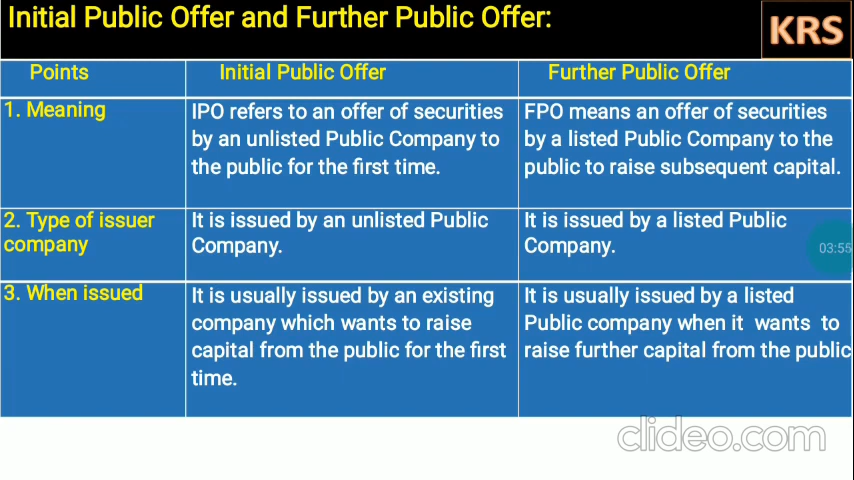 Initial Public Offer and Further Public Offer:
KRS
Points
Initial Public Offer
Further Public Offer
1. Meaning
IPO refers to an offer of securities
by an unlisted Public Company to
the public for the first time.
FPO means an offer of securities
by a listed Public Company to the
public to raise subsequent capital.
2. Type of issuer
company
It is issued by an unlisted Public
Company.
It is issued by a listed Public
Company.
03:55
3. When issued
It is usually issued by an existing
company which wants to raise
capital from the public for the first
time.
It is usually issued by a listed
Public company when it wants to
raise further capital from the public
clideo.com